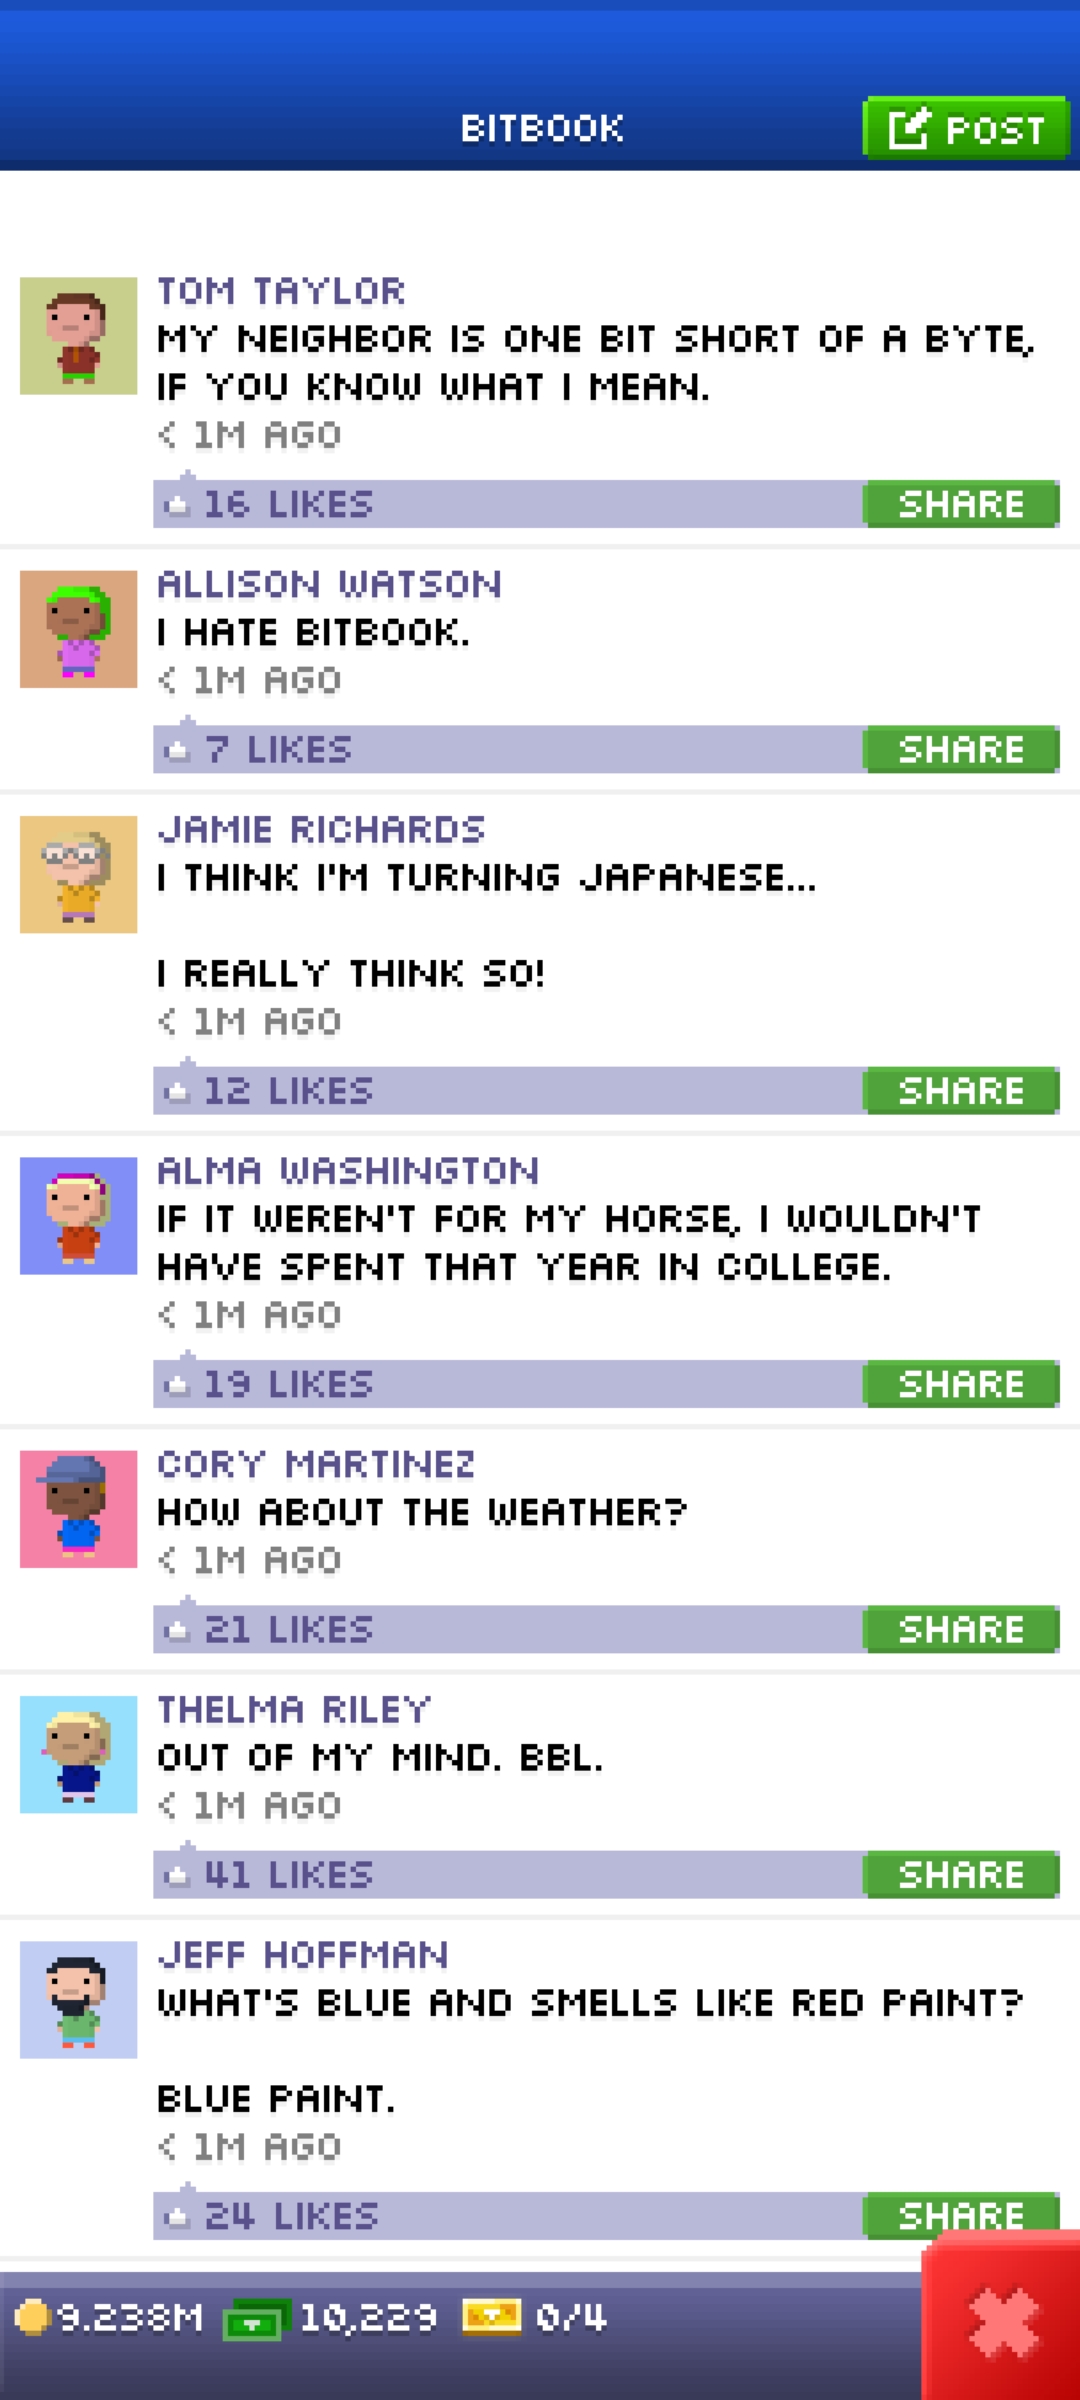 BITBOOK
POST
TOM TAYLOR
MY NEIGHBOR IS ONE BIT SHORT OF A BYTE,
IF YOU KNOW WHAT I MEAN.
< 1M AGO
16 LIKES
SHARE
ALLISON WATSON
I HATE BITBOOK.
< 1M AGO
7 LIKES
SHARE
JAMIE RICHARDS
I THINK I'M TURNING JAPANESE...
I REALLY THINK SO!
< 1M AGO
12 LIKES
SHARE
ALMA WASHINGTON
IF IT WEREN'T FOR MY HORSE, I WOULDN'T
HAVE SPENT THAT YEAR IN COLLEGE.
< 1M AGO
19 LIKES
SHARE
CORY MARTINEZ
HOW ABOUT THE WEATHER?
< 1M AGO
21 LIKES
SHARE
THELMA RILEY
OUT OF MY MIND. BBL.
< 1M AGO
41 LIKES
SHARE
JEFF HOFFMAN
WHAT'S BLUE AND SMELLS LIKE RED PAINT?
BLUE PAINT.
< 1M AGO
24 LIKES
SHARE
9.238M
10,229
0/4